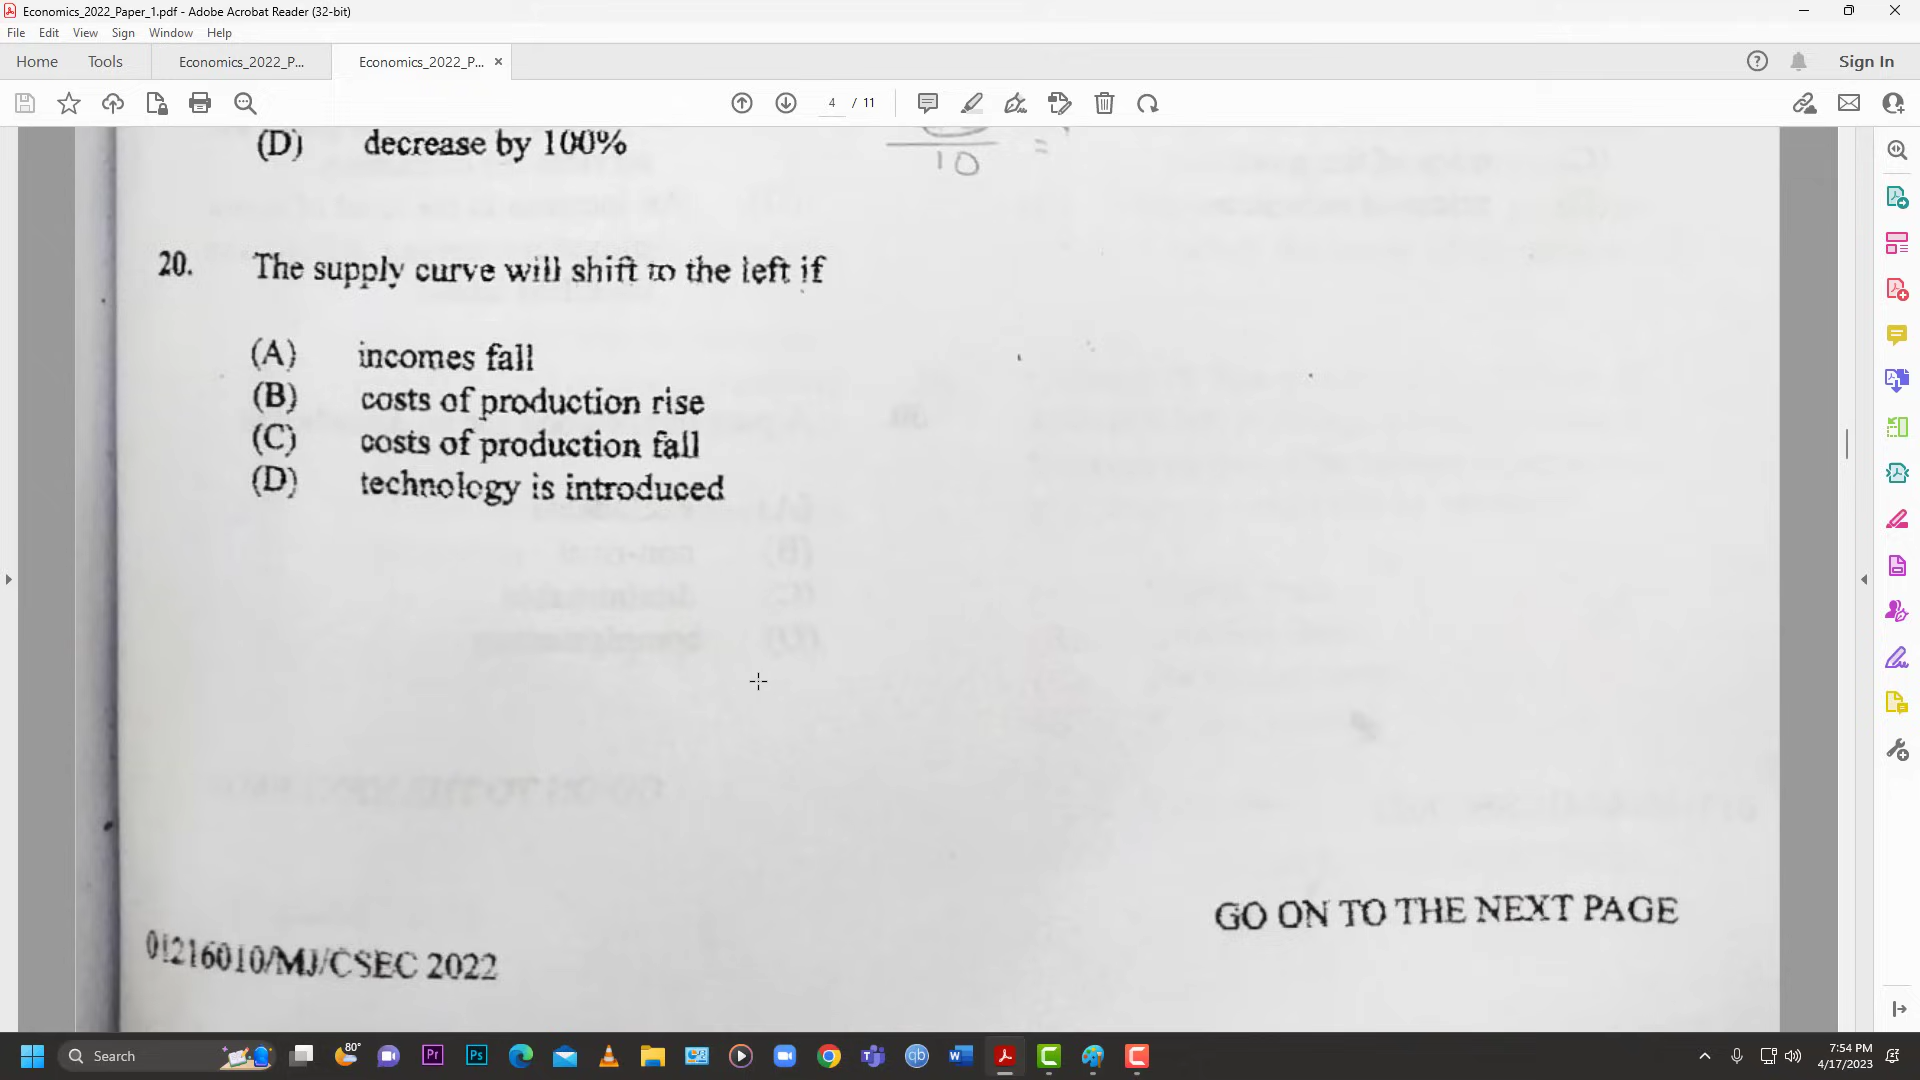 Economics_2022_Paper_1.pdf - Adobe Acrobat Reader (32-bit)
File Edit View Sign Window Help
Home Tools Economics_2022_P... Economics_2022_P... ×
Sign In
4 / 11
(D) decrease by 100%
10 =
20. The supply curve will shift to the left if
(A) incomes fall
(B) costs of production rise
(C) costs of production fall
(D) technology is introduced
GO ON TO THE NEXT PAGE
01216010/MJ/CSEC 2022
Search
80°
7:54 PM
4/17/2023